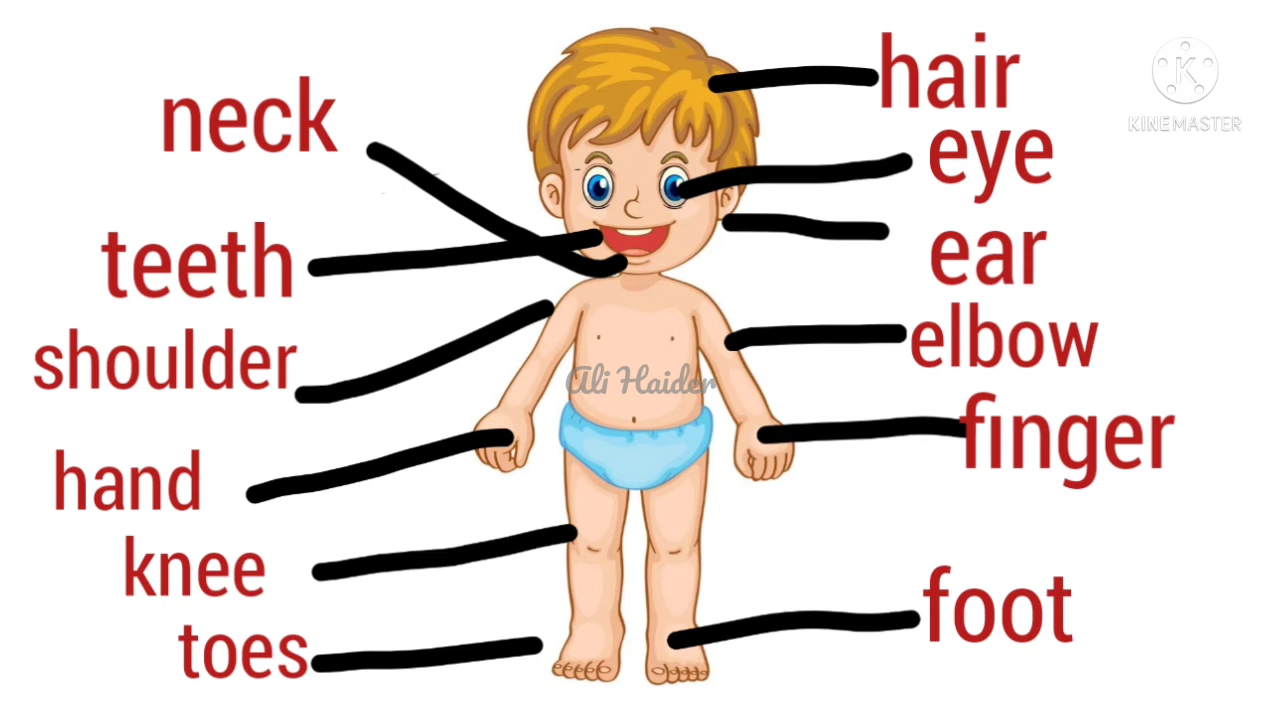 neck
teeth
shoulder
hand
knee
toes
hair
eye
ear
elbow
finger
foot
Ali Haider
K
KINEMASTER